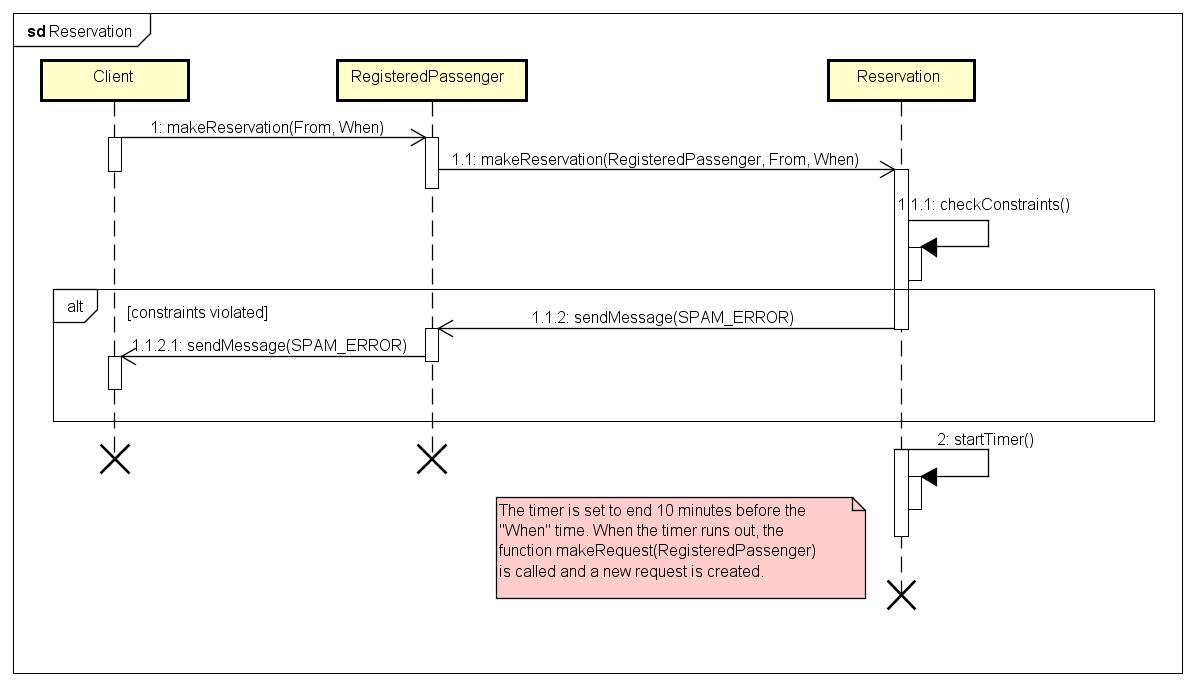 sd Reservation
Client
RegisteredPassenger
Reservation
1: makeReservation(From, When)
1.1: makeReservation(RegisteredPassenger, From, When)
1.1.1: checkConstraints()
alt
[constraints violated]
1.1.2: sendMessage(SPAM_ERROR)
1.1.2.1: sendMessage(SPAM_ERROR)
2: startTimer()
The timer is set to end 10 minutes before the
"When" time. When the timer runs out, the
function makeRequest(RegisteredPassenger)
is called and a new request is created.